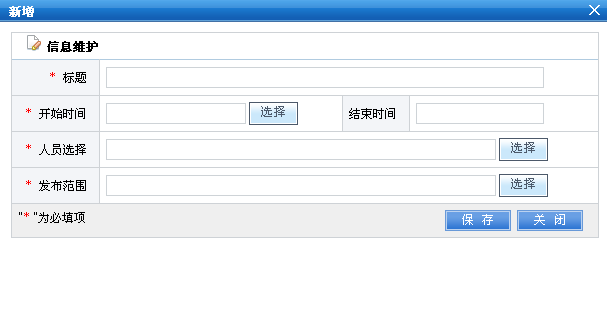 新增
信息维护
* 标题
* 开始时间 选择 结束时间
* 人员选择 选择
* 发布范围 选择
"* "为必填项 保 存 关 闭